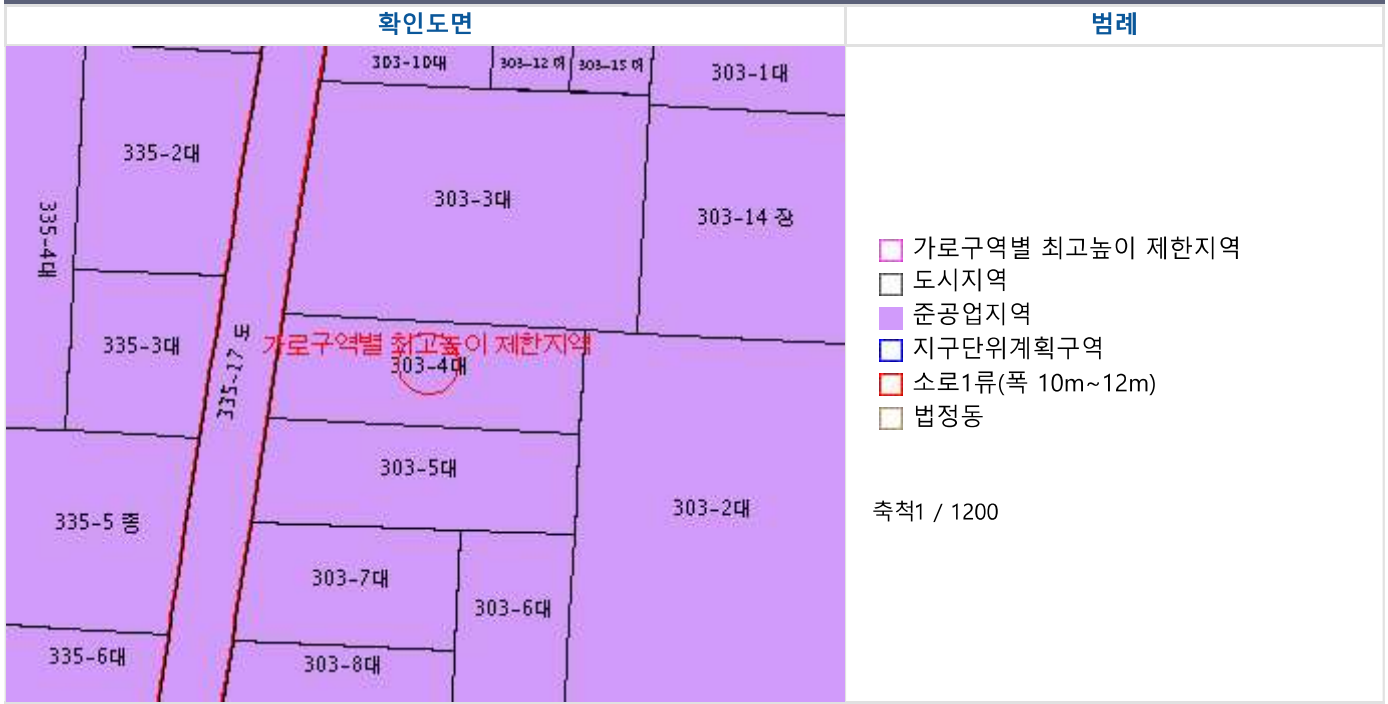 확인도면
범례
303-10대
303-12 대
303-15 대
303-1대
335-2대
303-3대
335-4대
303-14 장
가로구역별 최고높이 제한지역
335-3대
335-17 도
303-4대
303-5대
303-2대
335-5 종
303-7대
303-6대
335-6대
303-8대
가로구역별 최고높이 제한지역
도시지역
준공업지역
지구단위계획구역
소로1류(폭 10m~12m)
법정동
축척1 / 1200